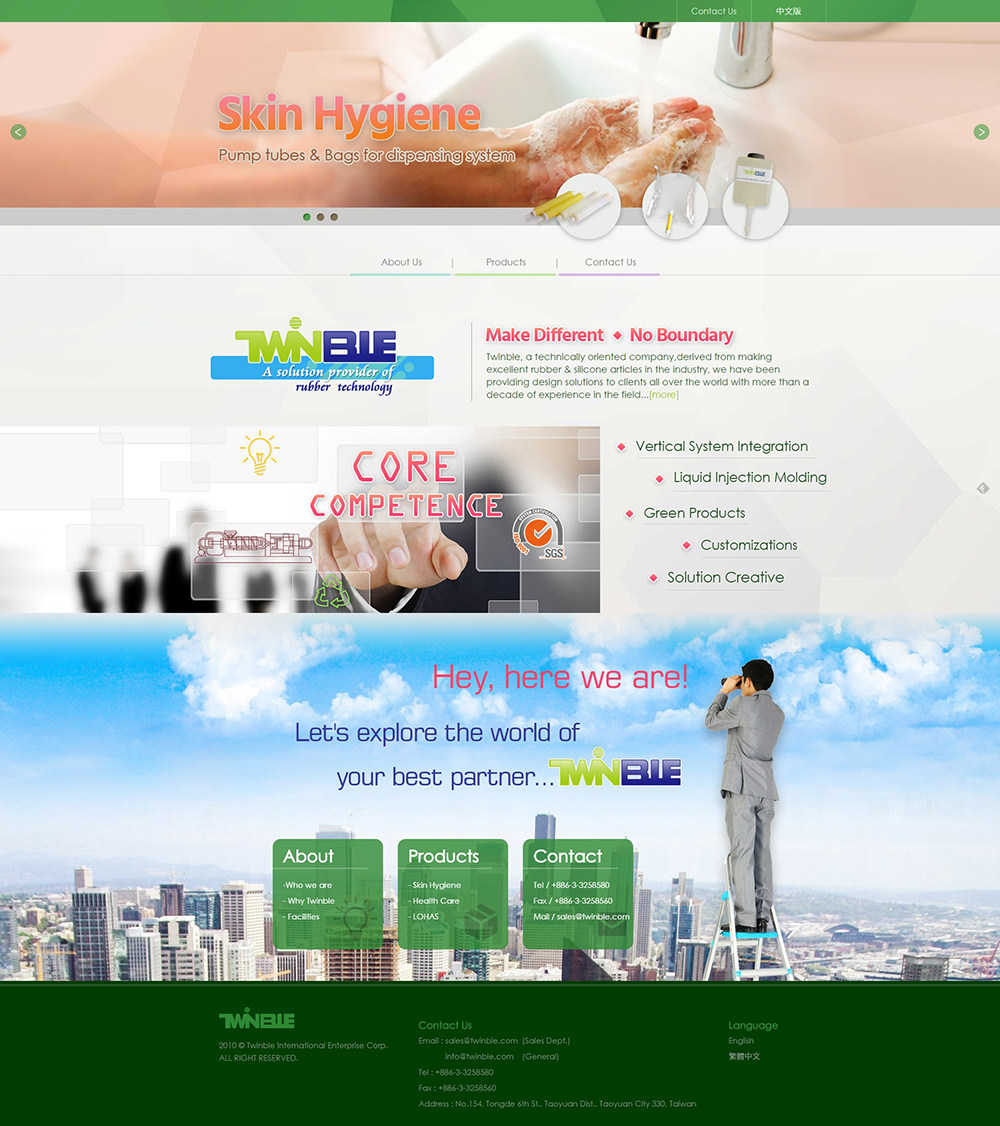 Contact Us
中文版
Skin Hygiene
Pump tubes & Bags for dispensing system
TWINBLE
About Us | Products | Contact Us
TWINBLE
A solution provider of
rubber technology
Make Different ◆ No Boundary
Twinble, a technically oriented company,derived from making
excellent rubber & silicone articles in the industry, we have been
providing design solutions to clients all over the world with more than a
decade of experience in the field...[more]
CORE
COMPETENCE
SYSTEM CERTIFICATION
ISO 9001
SGS
Vertical System Integration
Liquid Injection Molding
Green Products
Customizations
Solution Creative
Hey, here we are!
Let's explore the world of
your best partner...TWINBLE
About
-Who we are
- Why Twinble
- Facilities
Products
- Skin Hygiene
- Health Care
- LOHAS
Contact
Tel / +886-3-3258580
Fax / +886-3-3258560
Mail / sales@twinble.com
TWINBLE
2010 © Twinble International Enterprise Corp.
ALL RIGHT RESERVED.
Contact Us
Email : sales@twinble.com (Sales Dept.)
info@twinble.com (General)
Tel : +886-3-3258580
Fax : +886-3-3258560
Address : No.154, Tongde 6th St., Taoyuan Dist., Taoyuan City 330, Taiwan
Language
English
繁體中文